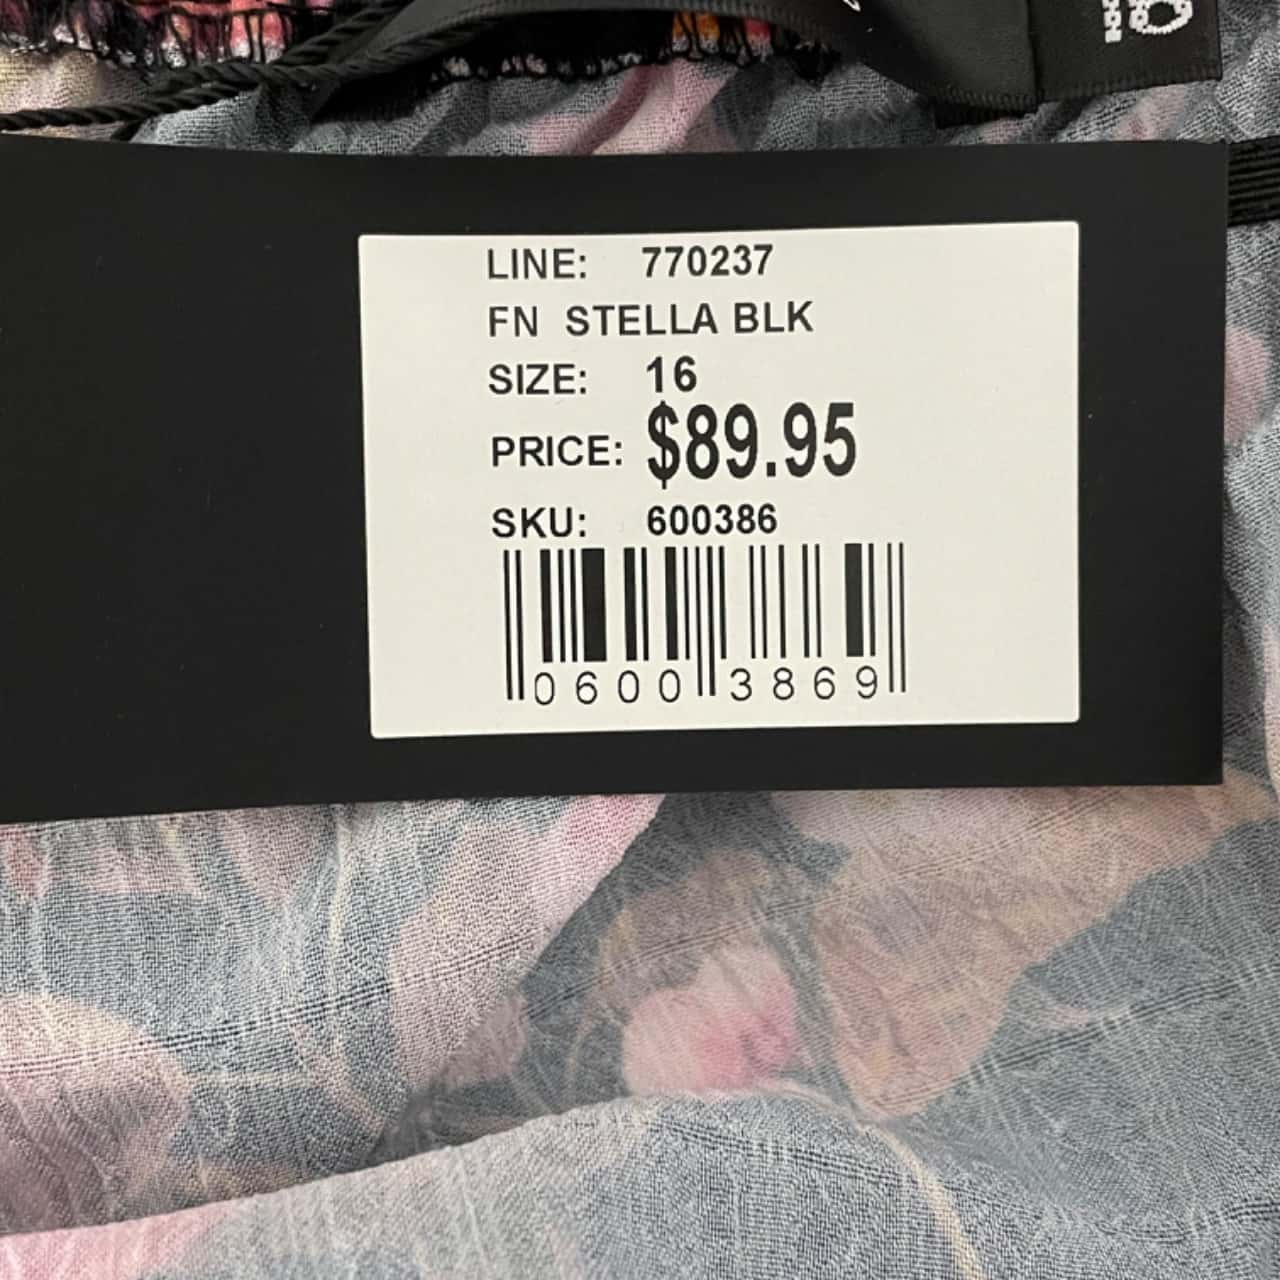 LINE: 770237
FN STELLA BLK
SIZE: 16
PRICE: $89.95
SKU: 600386
0600 3869